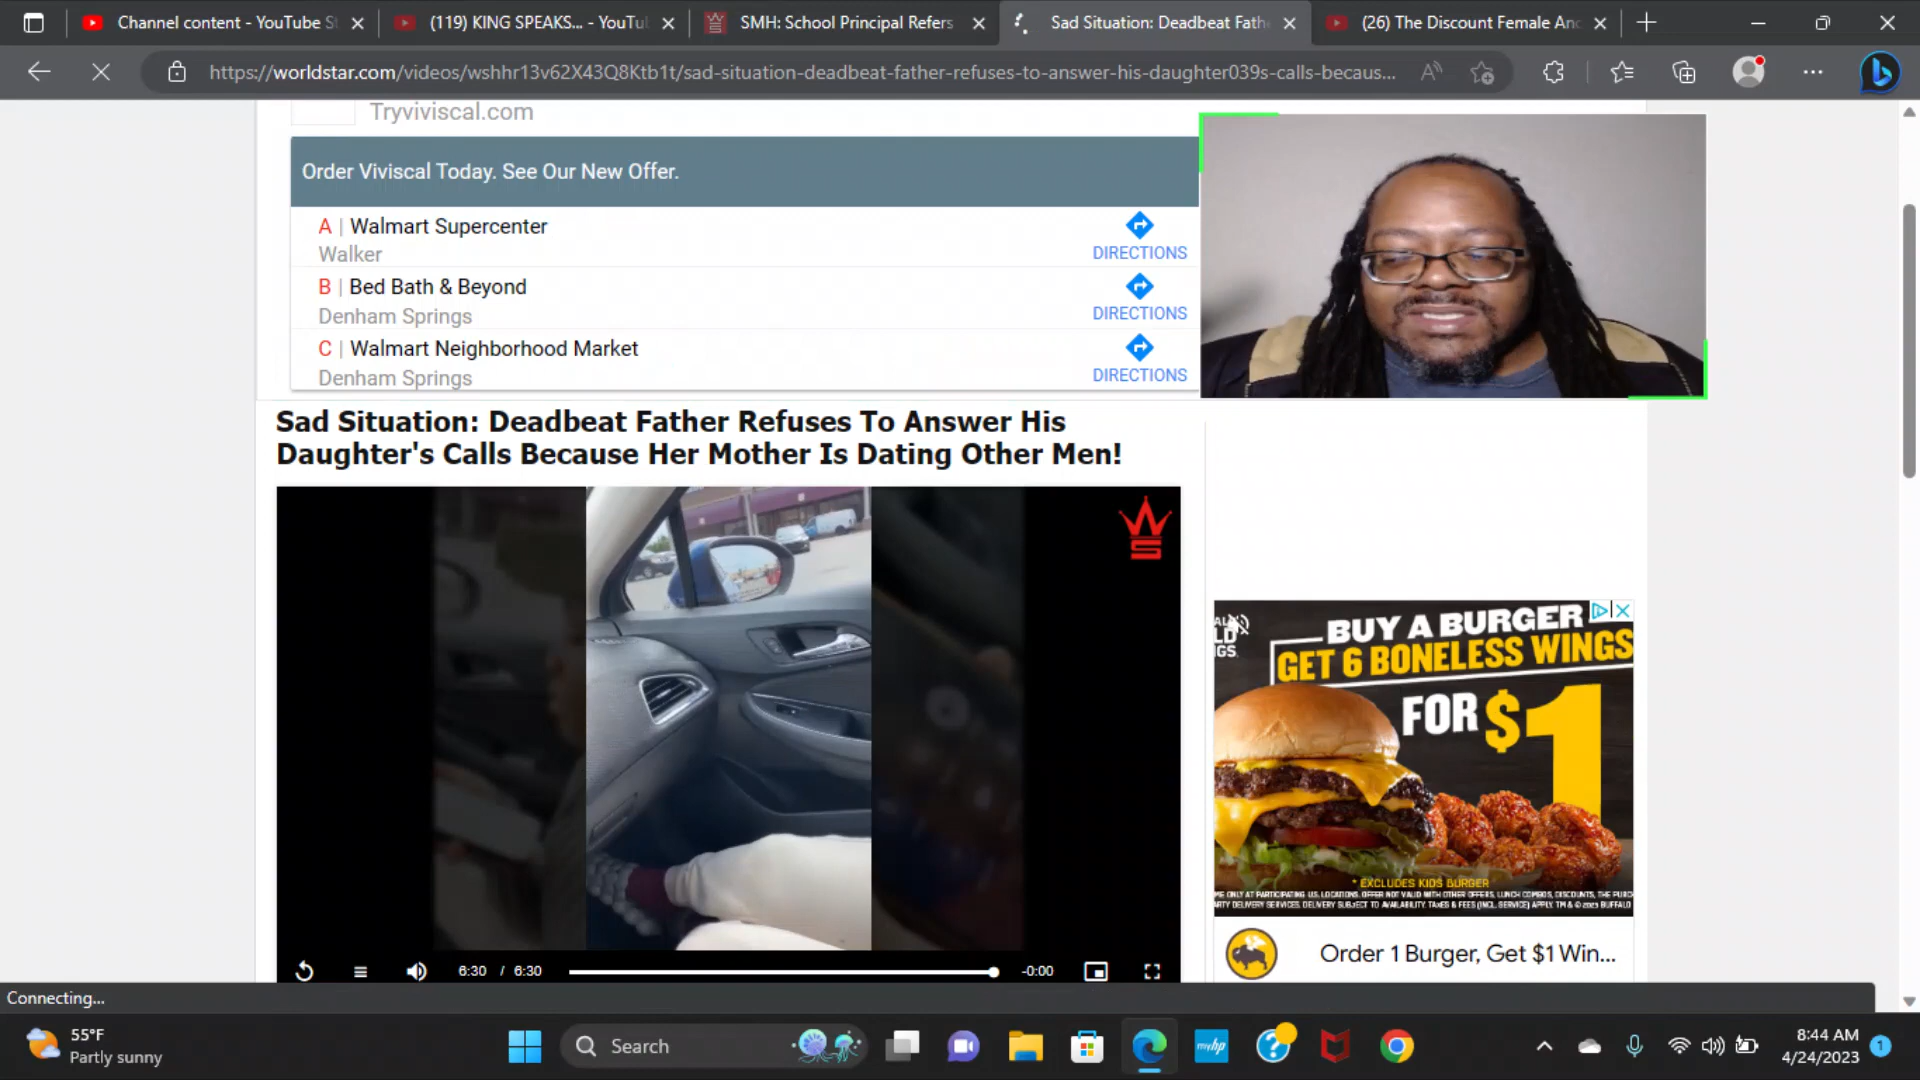 Channel content - YouTube St
(119) KING SPEAKS... - YouTu
SMH: School Principal Refers
Sad Situation: Deadbeat Fath
(26) The Discount Female And
https://worldstar.com/videos/wshhr13v62X43Q8Ktb1t/sad-situation-deadbeat-father-refuses-to-answer-his-daughter039s-calls-becaus...
Tryviviscal.com
Order Viviscal Today. See Our New Offer.
A | Walmart Supercenter
Walker
DIRECTIONS
B | Bed Bath & Beyond
Denham Springs
DIRECTIONS
C | Walmart Neighborhood Market
Denham Springs
DIRECTIONS
Sad Situation: Deadbeat Father Refuses To Answer His
Daughter's Calls Because Her Mother Is Dating Other Men!
BUY A BURGER
GET 6 BONELESS WINGS
FOR $1
* EXCLUDES KIDS BURGER
Order 1 Burger, Get $1 Win...
6:30 / 6:30
-0:00
Connecting...
55°F
Partly sunny
Search
myhp
8:44 AM
4/24/2023
1